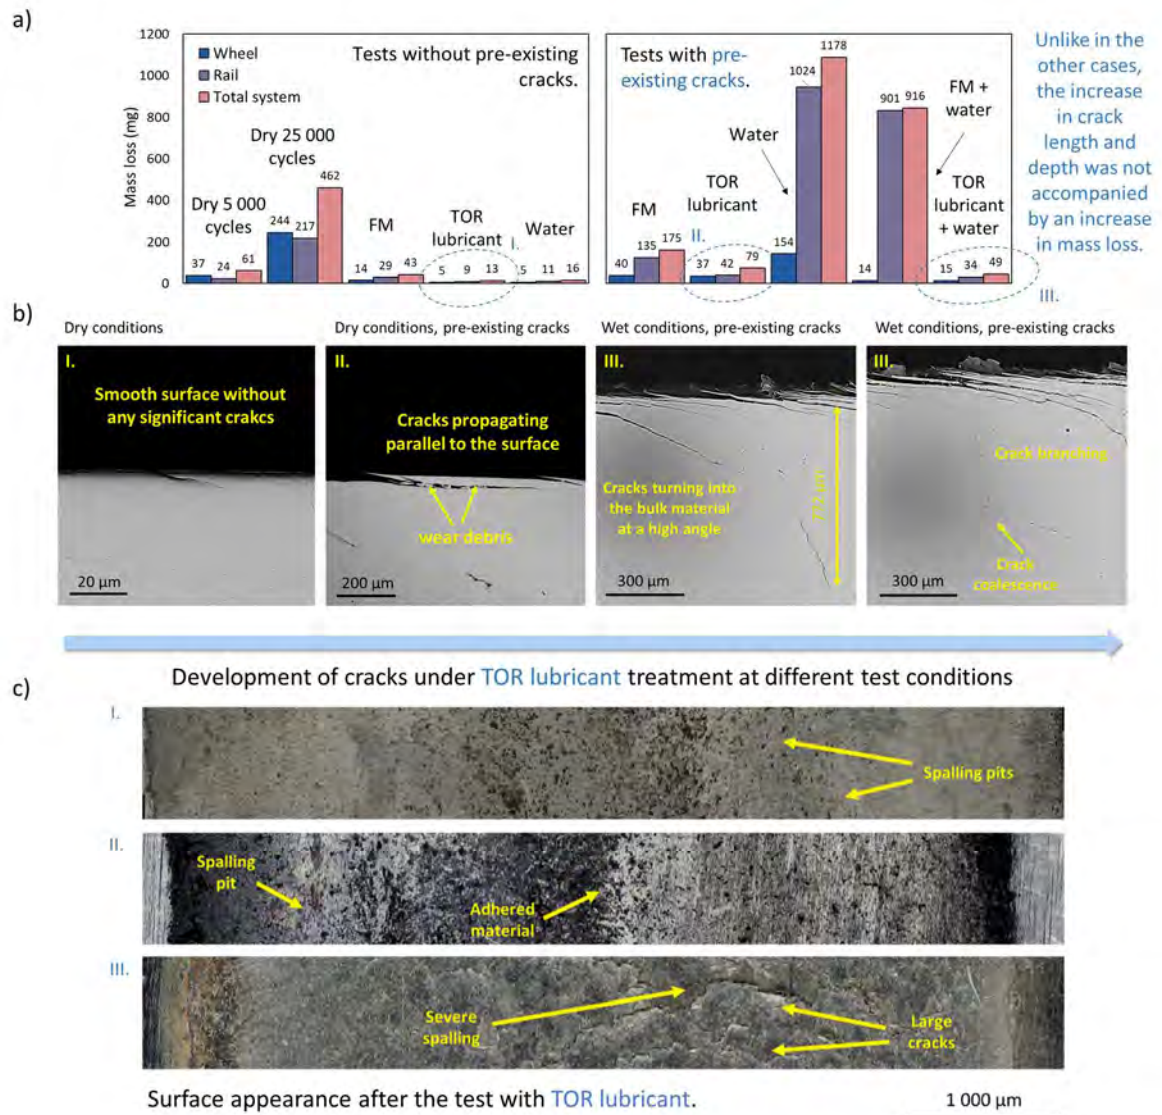 a)
1200
1000
800
600
400
200
0
Mass loss (mg)
Wheel
Rail
Total system
Tests without pre-existing
cracks.
Dry 5 000
cycles
37
24
61
Dry 25 000
cycles
244
217
462
FM
14
29
43
TOR
lubricant
I.
5
9
13
Water
5
11
16
Tests with pre-
existing cracks.
FM
40
135
175
TOR
lubricant
II.
37
42
79
Water
154
1024
1178
FM +
water
14
901
916
TOR
lubricant
+ water
15
34
49
III.
Unlike in the
other cases,
the increase
in crack
length and
depth was not
accompanied
by an increase
in mass loss.
b)
Dry conditions
Dry conditions, pre-existing cracks
Wet conditions, pre-existing cracks
Wet conditions, pre-existing cracks
I.
Smooth surface without
any significant crakcs
20 µm
II.
Cracks propagating
parallel to the surface
wear debris
200 µm
III.
Cracks turning into
the bulk material
at a high angle
772 µm
300 µm
III.
Crack branching
Crack
coalescence
300 µm
Development of cracks under TOR lubricant treatment at different test conditions
c)
I.
Spalling pits
II.
Spalling
pit
Adhered
material
III.
Severe
spalling
Large
cracks
Surface appearance after the test with TOR lubricant.
1 000 µm